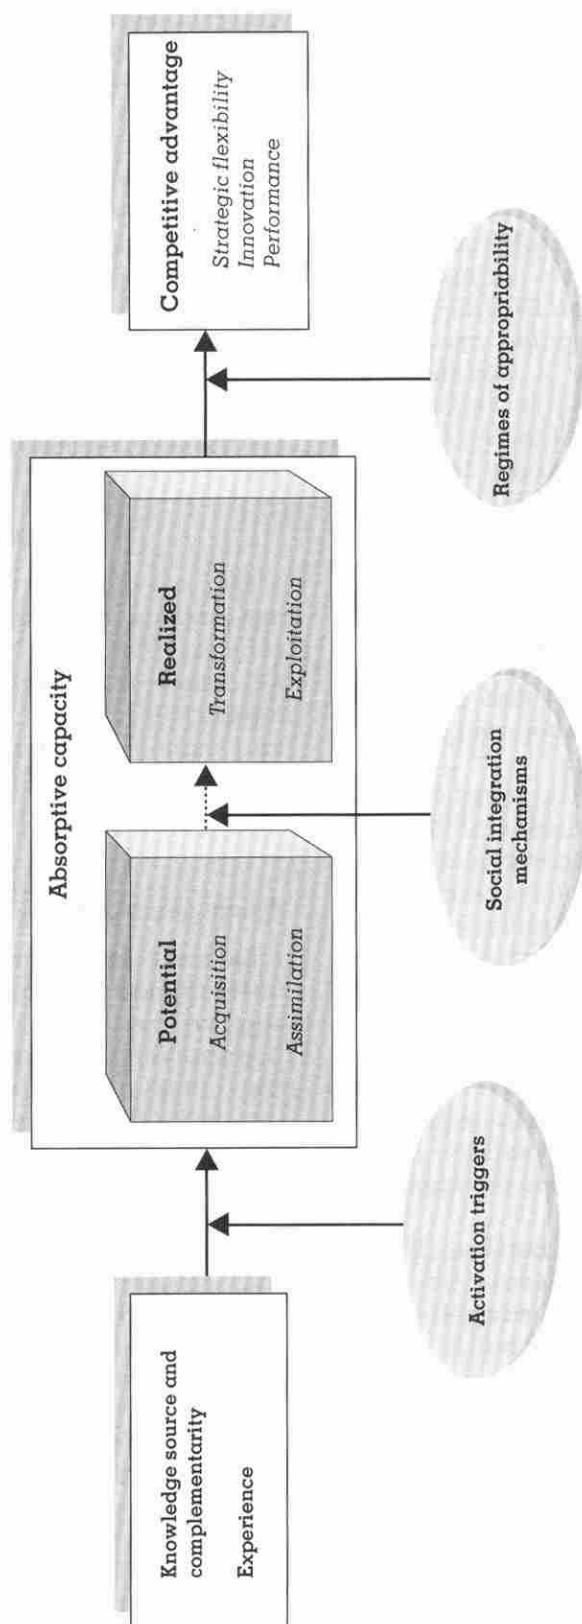 Knowledge source and
complementarity
Experience
Activation triggers
Absorptive capacity
Potential
Acquisition
Assimilation
Social integration
mechanisms
Realized
Transformation
Exploitation
Regimes of appropriability
Competitive advantage
Strategic flexibility
Innovation
Performance